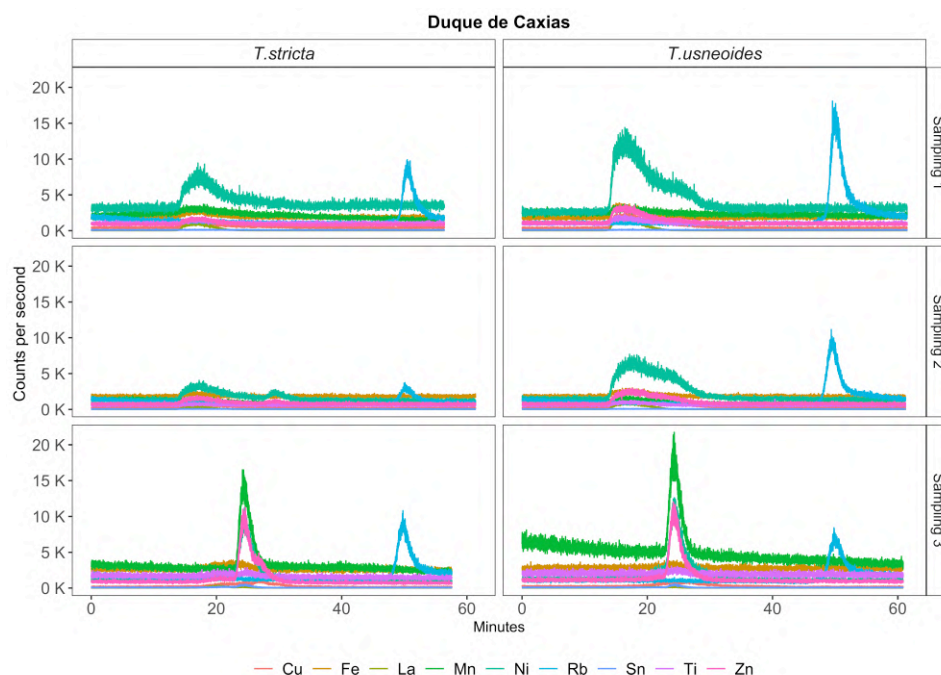 Duque de Caxias
T.stricta
T.usneoides
20 K
15 K
10 K
5 K
0 K
Sampling 1
20 K
15 K
10 K
5 K
0 K
Sampling 2
20 K
15 K
10 K
5 K
0 K
Sampling 3
Counts per second
0 20 40 60 0 20 40 60
Minutes
Cu Fe La Mn Ni Rb Sn Ti Zn